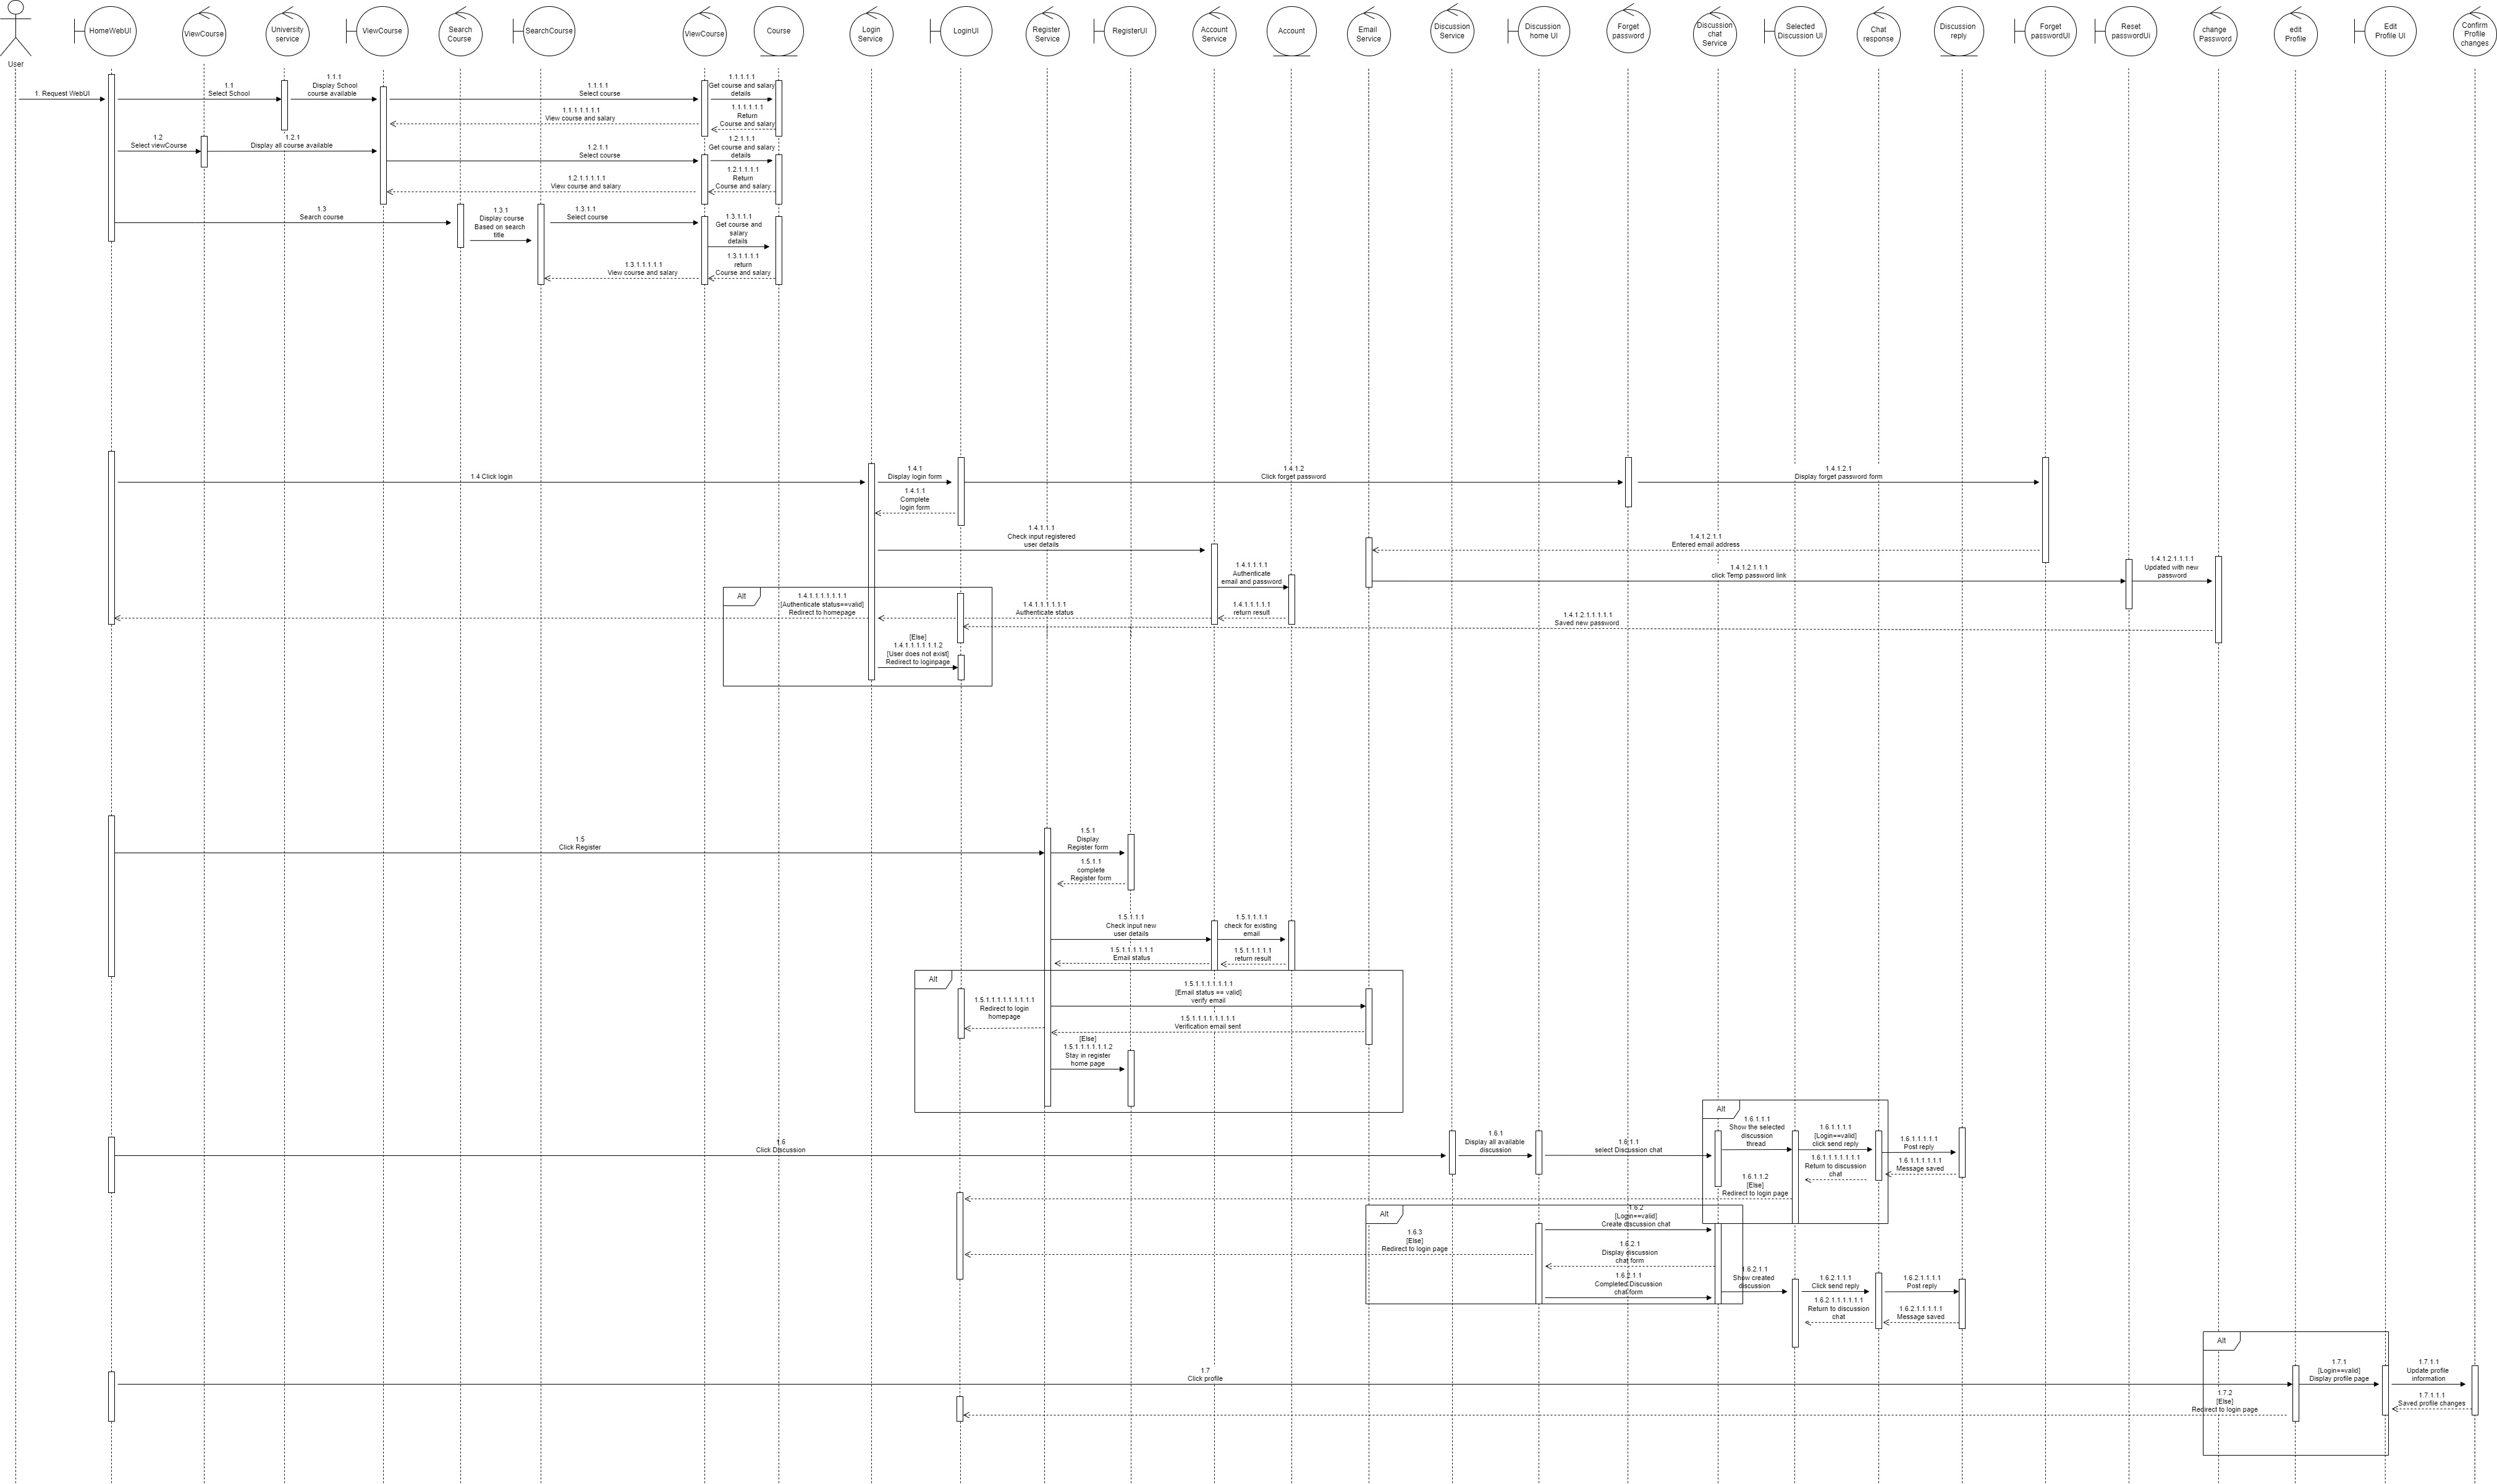 User
HomeWebUI
ViewCourse
University
service
ViewCourse
Search
Course
SearchCourse
ViewCourse
Course
Login
Service
LoginUI
Register
Service
RegisterUI
Account
Service
Account
Email
Service
Discussion
Service
Discussion
home UI
Forget
password
Discussion
chat
Service
Selected
Discussion UI
Chat
response
Discussion
reply
Forget
passwordUI
Reset
passwordUi
change
Password
edit
Profile
Edit
Profile UI
Confirm
Profile
changes
1. Request WebUI
1.1
Select School
1.1.1
Display School
course available
1.1.1.1
Select course
1.1.1.1.1
Get course and salary
details
1.1.1.1.1.1
Return
Course and salary
1.1.1.1.1.1.1
View course and salary
1.2
Select viewCourse
1.2.1
Display all course available
1.2.1.1
Select course
1.2.1.1.1
Get course and salary
details
1.2.1.1.1.1
Return
Course and salary
1.2.1.1.1.1.1
View course and salary
1.3
Search course
1.3.1
Display course
Based on search
title
1.3.1.1
Select course
1.3.1.1.1
Get course and
salary
details
1.3.1.1.1.1
return
Course and salary
1.3.1.1.1.1.1
View course and salary
1.4 Click login
1.4.1
Display login form
1.4.1.1
Complete
login form
1.4.1.2
Click forget password
1.4.1.2.1
Display forget password form
1.4.1.1.1
Check input registered
user details
1.4.1.2.1.1
Entered email address
1.4.1.1.1.1
Authenticate
email and password
1.4.1.2.1.1.1
click Temp password link
1.4.1.2.1.1.1.1
Updated with new
password
Alt
1.4.1.1.1.1.1.1
[Authenticate status==valid]
Redirect to homepage
1.4.1.1.1.1.1
Authenticate status
1.4.1.1.1.1.1
return result
1.4.1.2.1.1.1.1.1
Saved new password
[Else]
1.4.1.1.1.1.1.1.2
[User does not exist]
Redirect to loginpage
1.5
Click Register
1.5.1
Display
Register form
1.5.1.1
complete
Register form
1.5.1.1.1
Check input new
user details
1.5.1.1.1.1
check for existing
email
1.5.1.1.1.1.1.1
Email status
1.5.1.1.1.1.1
return result
Alt
1.5.1.1.1.1.1.1.1
[Email status == valid]
verify email
1.5.1.1.1.1.1.1.1.1.1
Redirect to login
homepage
1.5.1.1.1.1.1.1.1.1
Verification email sent
[Else]
1.5.1.1.1.1.1.1.2
Stay in register
home page
1.6
Click Discussion
1.6.1
Display all available
discussion
1.6.1.1
select Discussion chat
Alt
1.6.1.1.1
Show the selected
discussion
thread
1.6.1.1.1.1
[Login==valid]
click send reply
1.6.1.1.1.1.1
Post reply
1.6.1.1.1.1.1.1.1
Return to discussion
chat
1.6.1.1.1.1.1.1
Message saved
1.6.1.1.2
[Else]
Redirect to login page
Alt
1.6.2
[Login==valid]
Create discussion chat
1.6.3
[Else]
Redirect to login page
1.6.2.1
Display discussion
chat form
1.6.2.1.1
Completed Discussion
chat form
1.6.2.1.1
Show created
discussion
1.6.2.1.1.1
Click send reply
1.6.2.1.1.1.1
Post reply
1.6.2.1.1.1.1.1.1
Return to discussion
chat
1.6.2.1.1.1.1.1
Message saved
Alt
1.7
Click profile
1.7.1
[Login==valid]
Display profile page
1.7.1.1
Update profile
information
1.7.2
[Else]
Redirect to login page
1.7.1.1.1
Saved profile changes